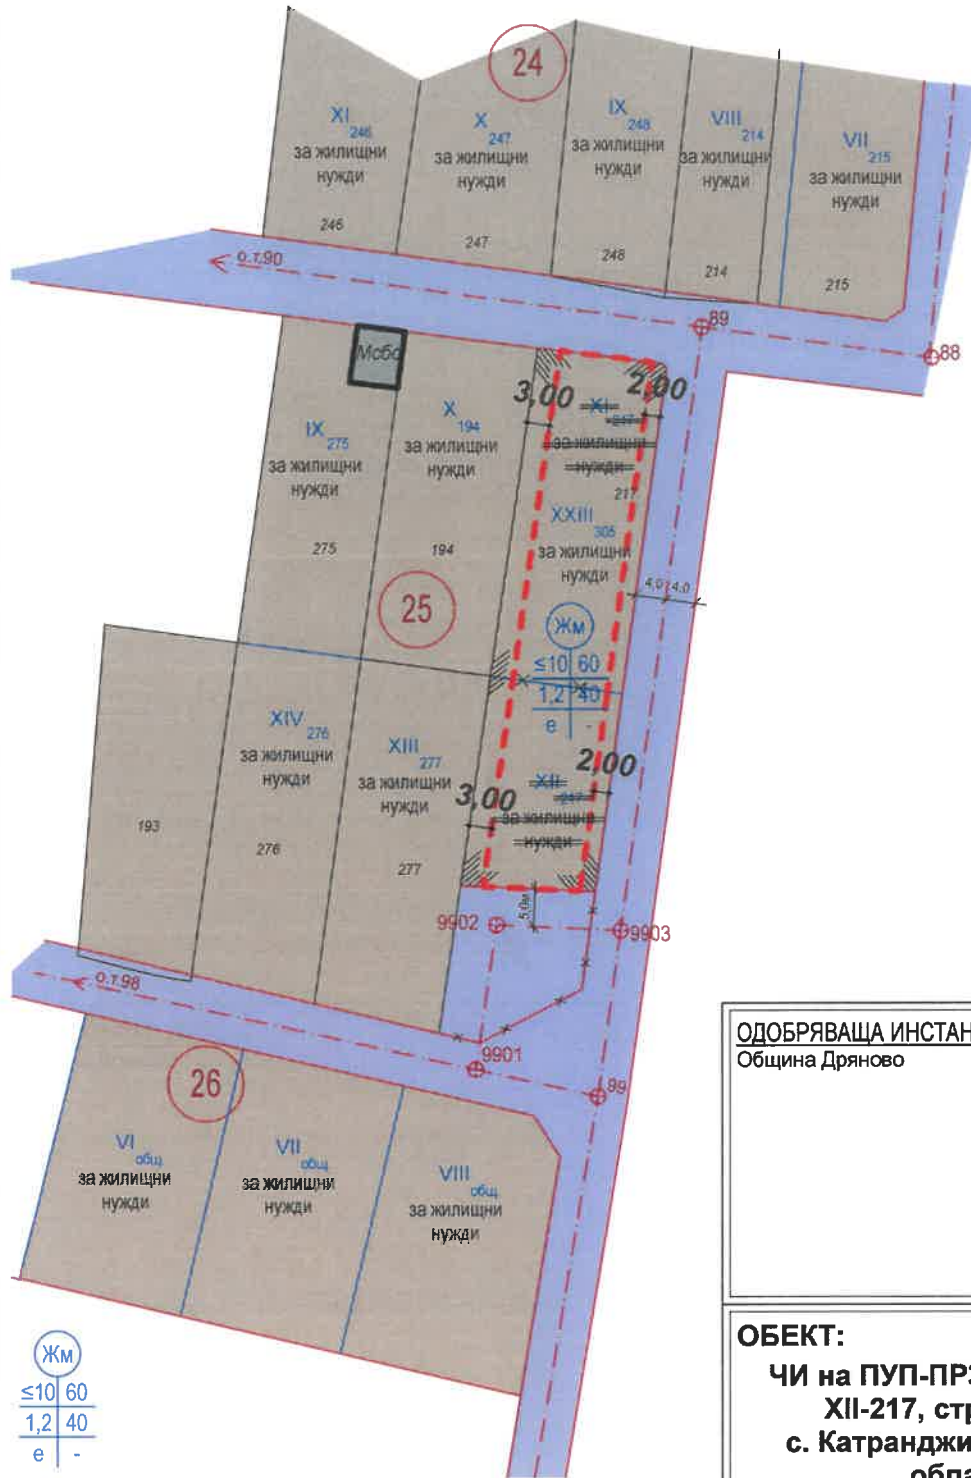 24
XI 246
за жилищни
нужди
246
X 247
за жилищни
нужди
247
IX 248
за жилищни
нужди
248
VIII 214
за жилищни
нужди
214
VII 215
за жилищни
нужди
215
о.т.90
89
88
Мсбс
IX 275
за жилищни
нужди
275
X 194
за жилищни
нужди
194
3,00
2,00
XI 217
за жилищни
нужди
217
XXIII 305
за жилищни
нужди
25
4,0 4,0
Жм
≤10 60
1,2 40
е -
XIV 276
за жилищни
нужди
276
XIII 277
за жилищни
нужди
277
193
2,00
3,00
XII 217
за жилищни
нужди
5,0м
9902
9903
о.т.98
9901
99
26
VI общ.
за жилищни
нужди
VII общ.
за жилищни
нужди
VIII общ.
за жилищни
нужди
Жм
≤10 60
1,2 40
е -
ОДОБРЯВАЩА ИНСТАН
Община Дряново
ОБЕКТ:
ЧИ на ПУП-ПРЗ
XII-217, стр
с. Катранджи
обла